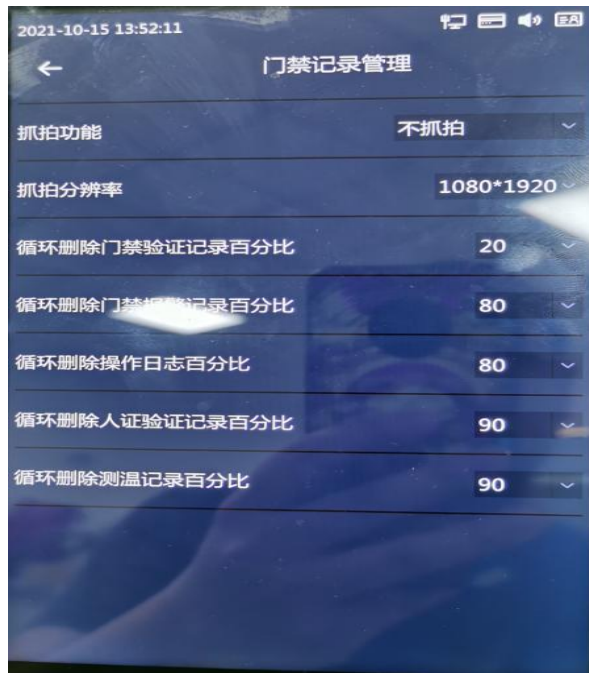 2021-10-15 13:52:11
门禁记录管理
抓拍功能 不抓拍
抓拍分辨率 1080*1920
循环删除门禁验证记录百分比 20
循环删除门禁报警记录百分比 80
循环删除操作日志百分比 80
循环删除人证验证记录百分比 90
循环删除测温记录百分比 90